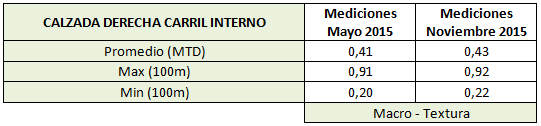 CALZADA DERECHA CARRIL INTERNO
Mediciones
Mayo 2015
Mediciones
Noviembre 2015
Promedio (MTD) 0,41 0,43
Max (100m) 0,91 0,92
Min (100m) 0,20 0,22
Macro - Textura